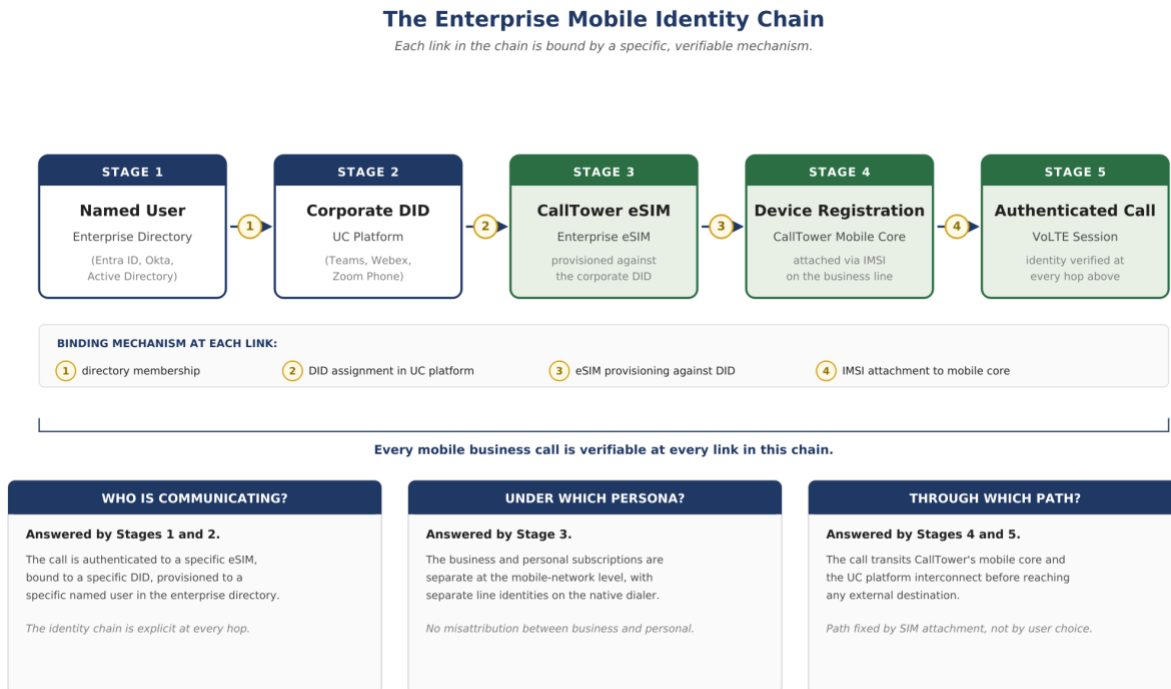 The Enterprise Mobile Identity Chain
Each link in the chain is bound by a specific, verifiable mechanism.
STAGE 1
Named User
Enterprise Directory
(Entra ID, Okta,
Active Directory)
1
STAGE 2
Corporate DID
UC Platform
(Teams, Webex,
Zoom Phone)
2
STAGE 3
CallTower eSIM
Enterprise eSIM
provisioned against
the corporate DID
3
STAGE 4
Device Registration
CallTower Mobile Core
attached via IMSI
on the business line
4
STAGE 5
Authenticated Call
VoLTE Session
identity verified at
every hop above
BINDING MECHANISM AT EACH LINK:
1 directory membership
2 DID assignment in UC platform
3 eSIM provisioning against DID
4 IMSI attachment to mobile core
Every mobile business call is verifiable at every link in this chain.
WHO IS COMMUNICATING?
Answered by Stages 1 and 2.
The call is authenticated to a specific eSIM,
bound to a specific DID, provisioned to a
specific named user in the enterprise directory.
The identity chain is explicit at every hop.
UNDER WHICH PERSONA?
Answered by Stage 3.
The business and personal subscriptions are
separate at the mobile-network level, with
separate line identities on the native dialer.
No misattribution between business and personal.
THROUGH WHICH PATH?
Answered by Stages 4 and 5.
The call transits CallTower's mobile core and
the UC platform interconnect before reaching
any external destination.
Path fixed by SIM attachment, not by user choice.